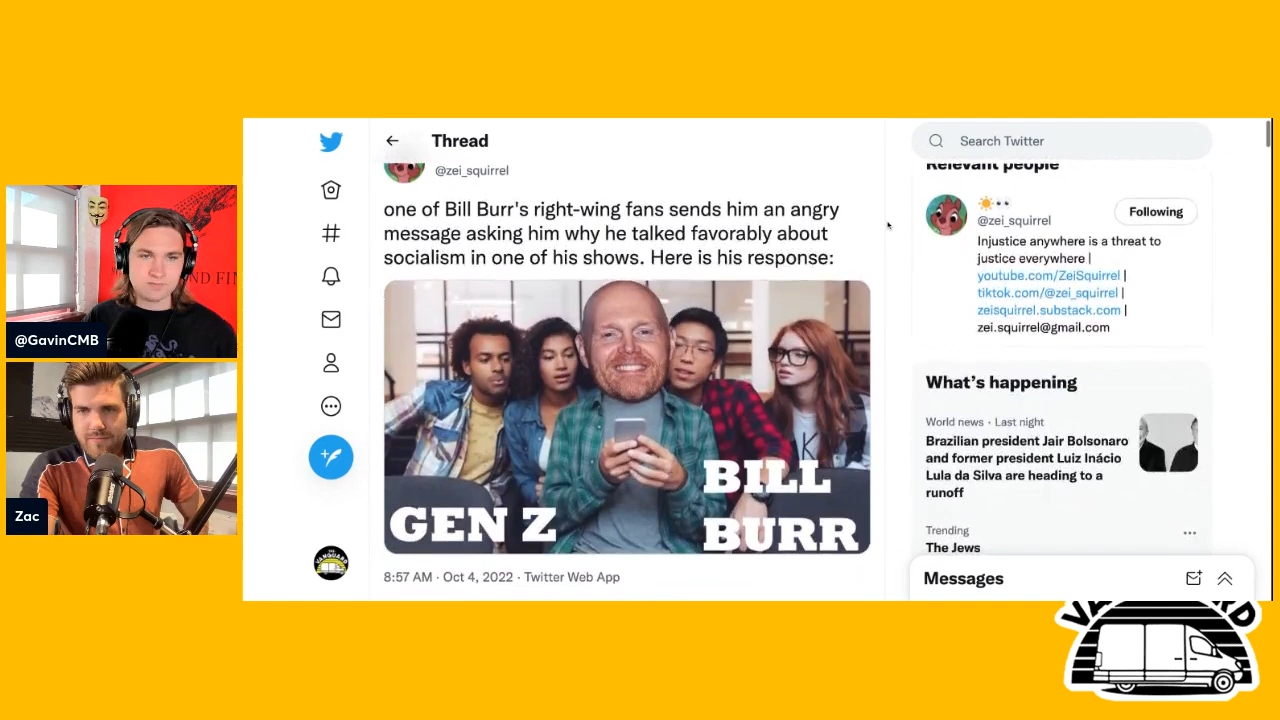 Thread
@zei_squirrel
one of Bill Burr's right-wing fans sends him an angry
message asking him why he talked favorably about
socialism in one of his shows. Here is his response:
GEN Z
BILL
BURR
8:57 AM · Oct 4, 2022 · Twitter Web App
Search Twitter
Relevant people
@zei_squirrel
Following
Injustice anywhere is a threat to
justice everywhere |
youtube.com/ZeiSquirrel |
tiktok.com/@zei_squirrel |
zeisquirrel.substack.com |
zei.squirrel@gmail.com
What's happening
World news · Last night
Brazilian president Jair Bolsonaro
and former president Luiz Inácio
Lula da Silva are heading to a
runoff
Trending
The Jews
Messages
@GavinCMB
Zac
THE
VANGUARD